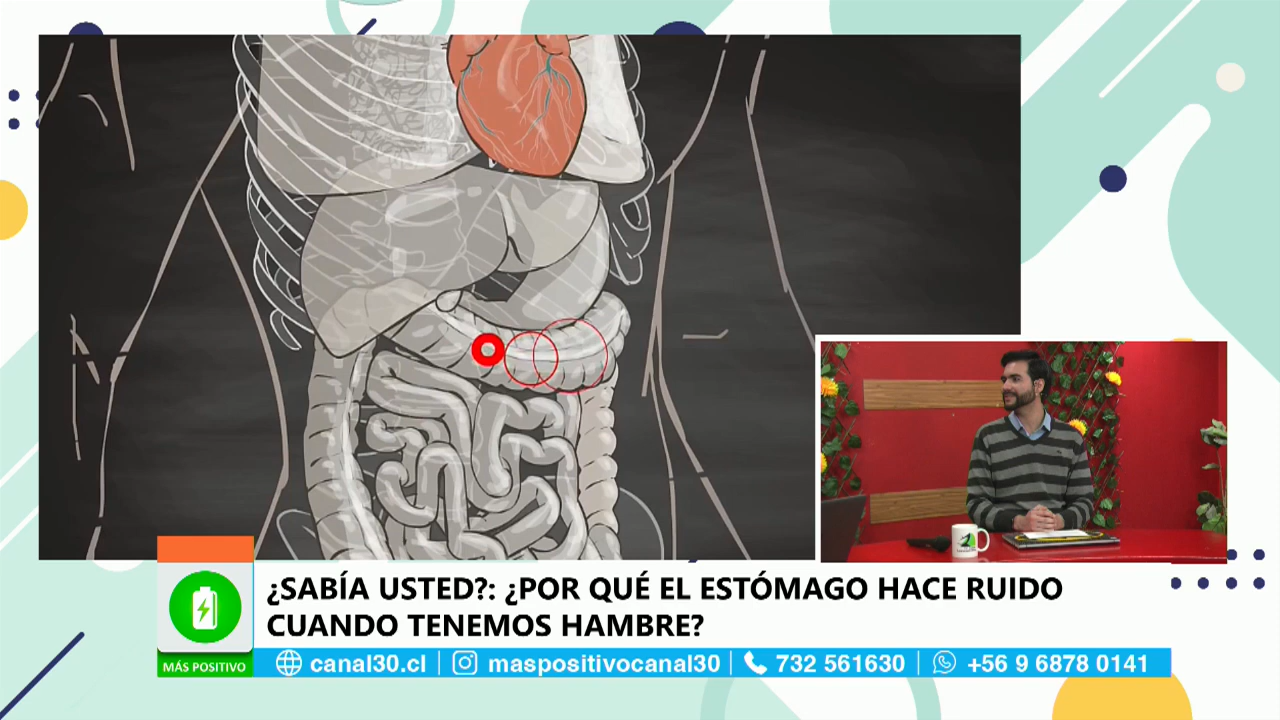 ¿SABÍA USTED?: ¿POR QUÉ EL ESTÓMAGO HACE RUIDO
CUANDO TENEMOS HAMBRE?
MÁS POSITIVO
canal30.cl
maspositivocanal30
732 561630
+56 9 6878 0141